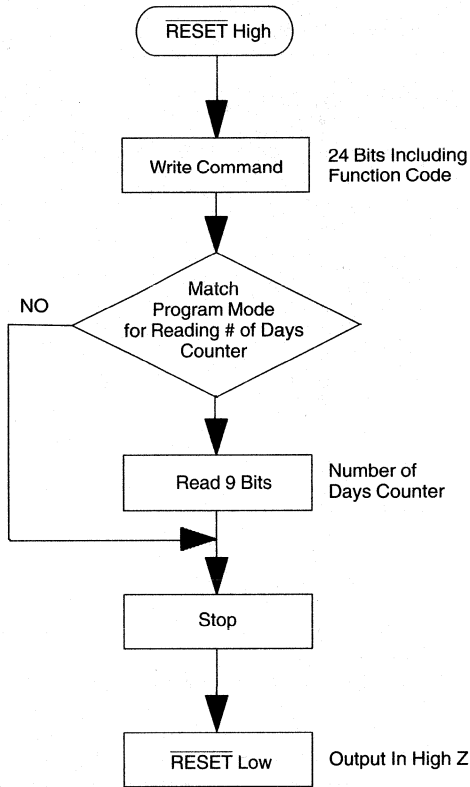 RESET High
Write Command
24 Bits Including
Function Code
Match
Program Mode
for Reading # of Days
Counter
NO
Read 9 Bits
Number of
Days Counter
Stop
RESET Low
Output In High Z